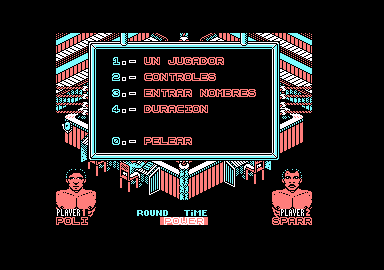 1.- UN JUGADOR
2.- CONTROLES
3.- ENTRAR NOMBRES
4.- DURACION
0.- PELEAR
PLAYER 1
PLAYER 2
POLI
ROUND TiME
SPARR
POWER